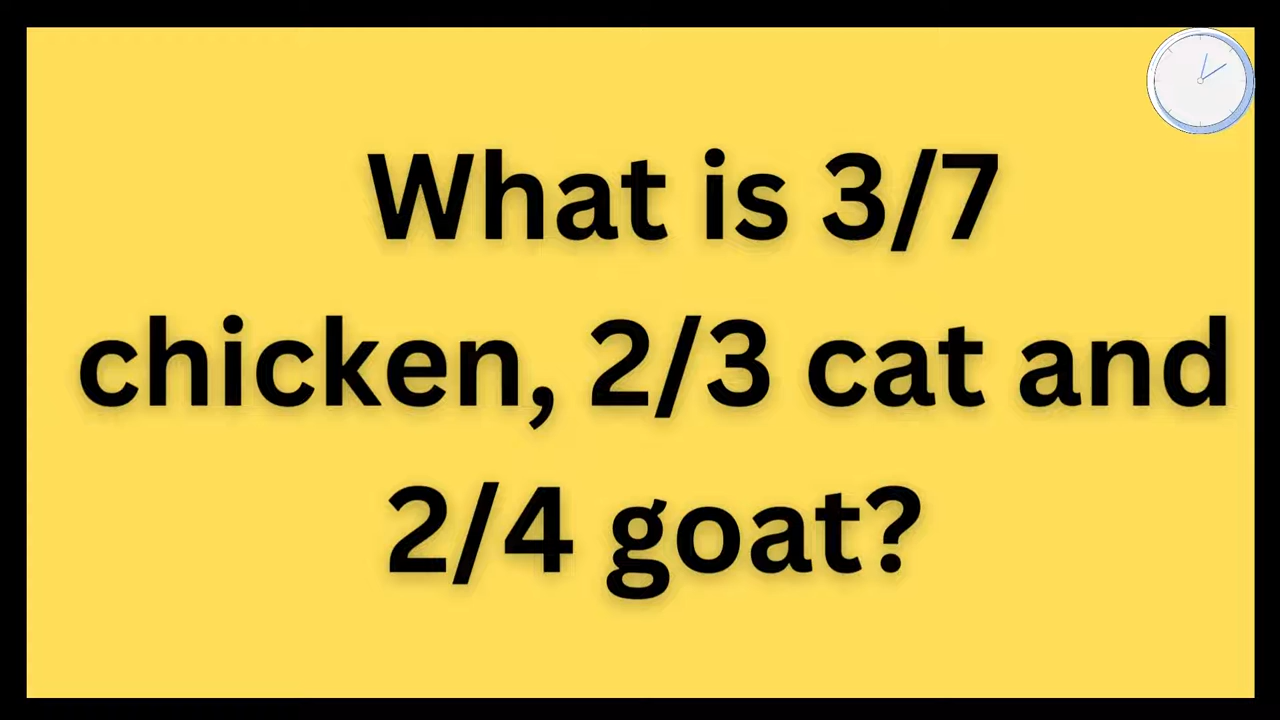 What is 3/7
chicken, 2/3 cat and
2/4 goat?